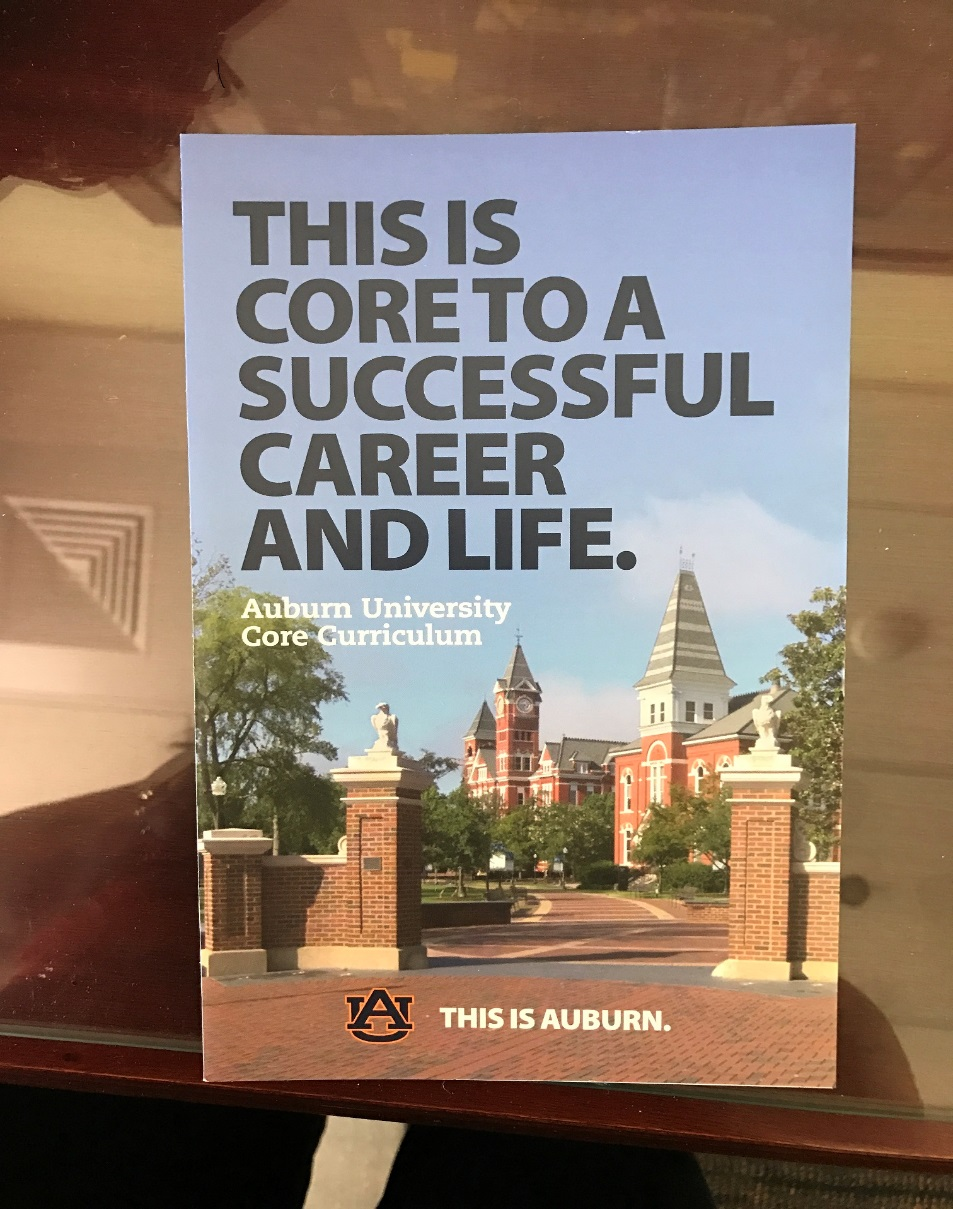 THIS IS
CORE TO A
SUCCESSFUL
CAREER
AND LIFE.
Auburn University
Core Curriculum
AU
THIS IS AUBURN.